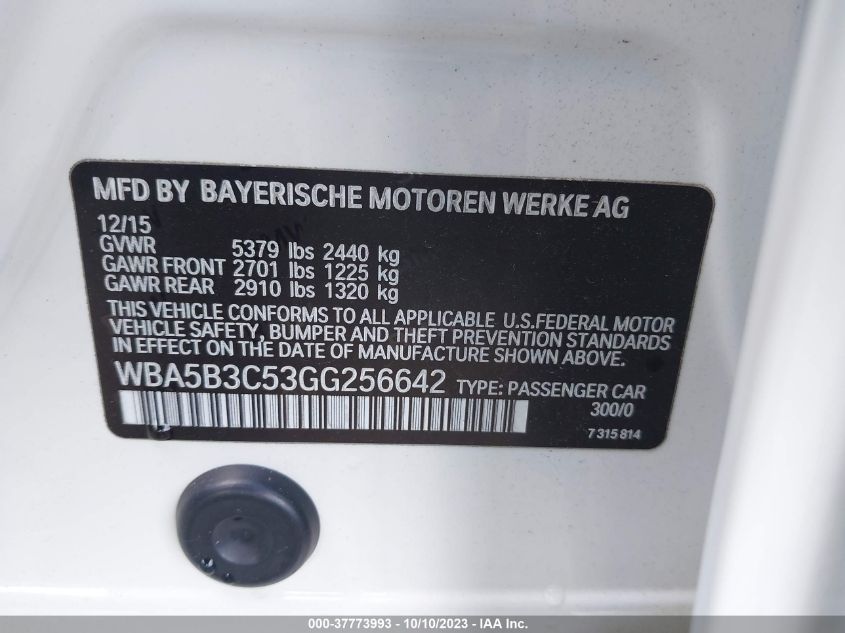 MFD BY BAYERISCHE MOTOREN WERKE AG
12/15
GVWR 5379 lbs 2440 kg
GAWR FRONT 2701 lbs 1225 kg
GAWR REAR 2910 lbs 1320 kg
THIS VEHICLE CONFORMS TO ALL APPLICABLE U.S.FEDERAL MOTOR
VEHICLE SAFETY, BUMPER AND THEFT PREVENTION STANDARDS
IN EFFECT ON THE DATE OF MANUFACTURE SHOWN ABOVE.
WBA5B3C53GG256642 TYPE: PASSENGER CAR
300/0
7 315 814
000-37773993 - 10/10/2023 - IAA Inc.